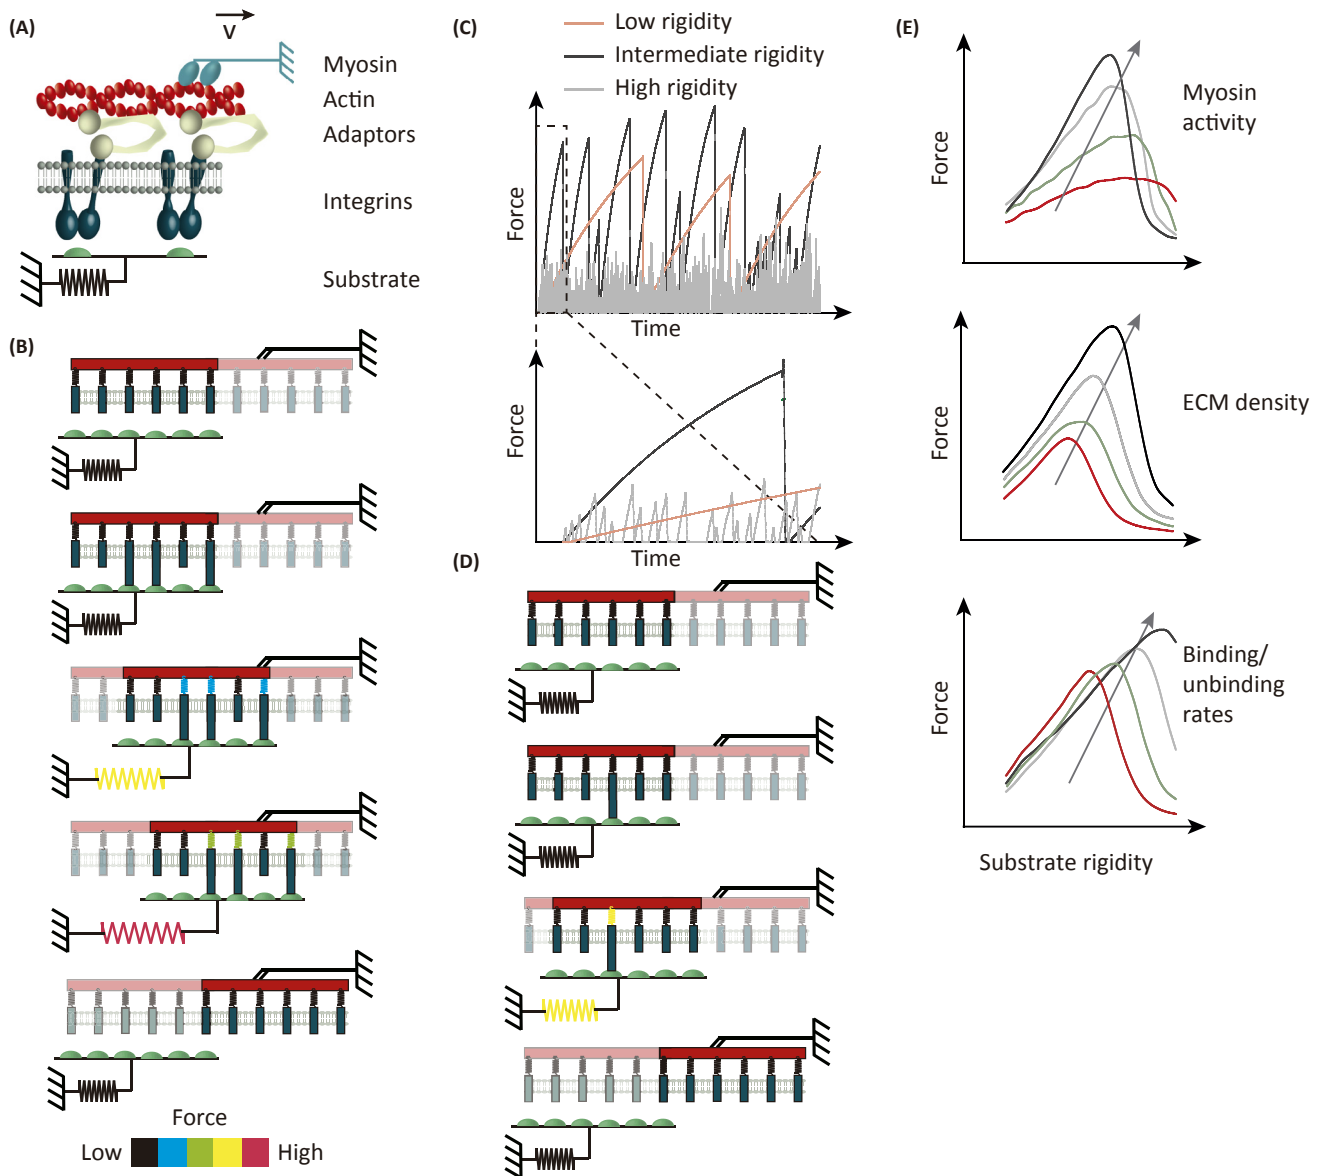 (A)
V
Myosin
Actin
Adaptors
Integrins
Substrate
(B)
Force
Low
High
(C)
Low rigidity
Intermediate rigidity
High rigidity
Force
Time
Force
Time
(D)
(E)
Force
Myosin
activity
Force
ECM density
Force
Binding/
unbinding
rates
Substrate rigidity